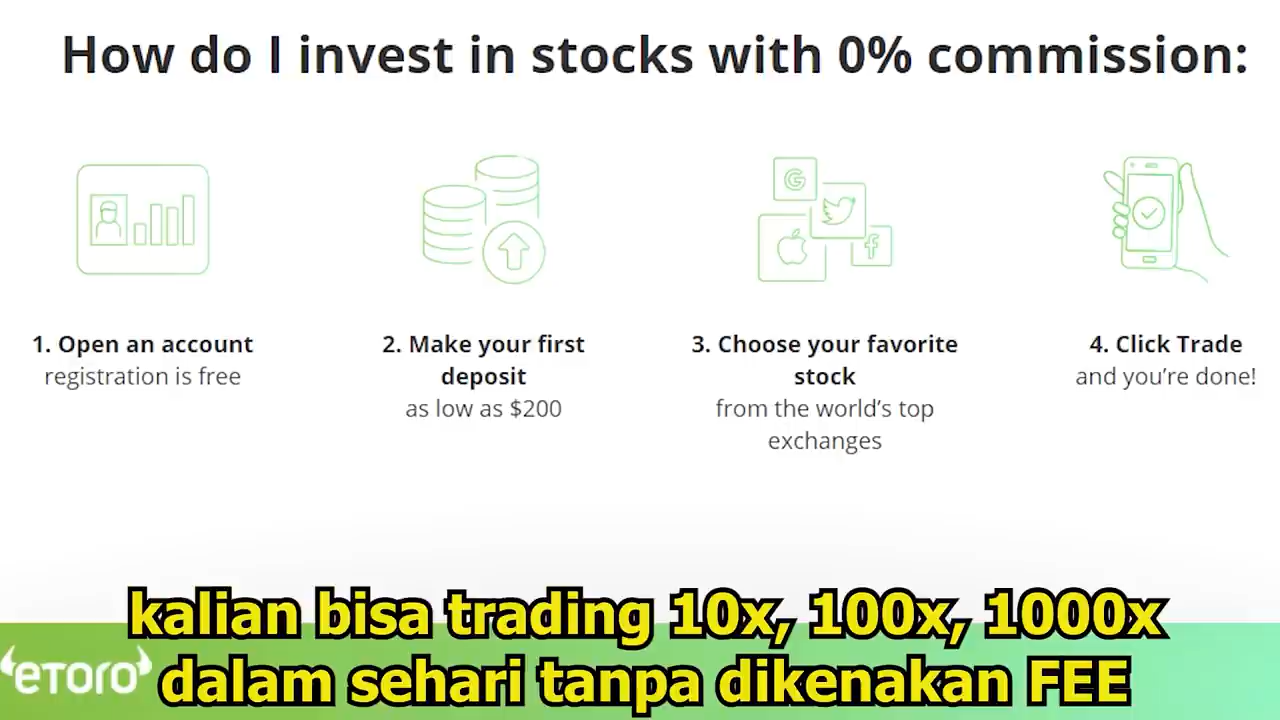 How do I invest in stocks with 0% commission:
1. Open an account
registration is free
2. Make your first
deposit
as low as $200
3. Choose your favorite
stock
from the world’s top
exchanges
4. Click Trade
and you’re done!
kalian bisa trading 10x, 100x, 1000x
dalam sehari tanpa dikenakan FEE
eTORO